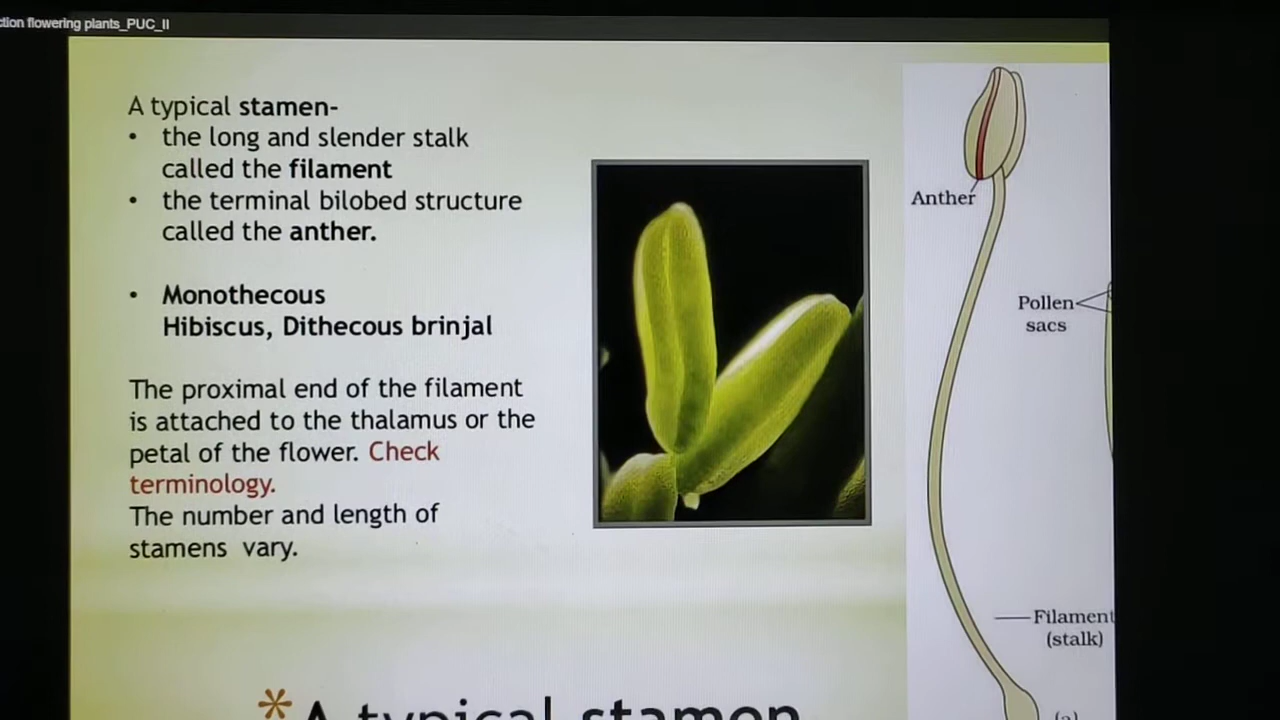 ction flowering plants_PUC_II
A typical stamen-
• the long and slender stalk
called the filament
• the terminal bilobed structure
called the anther.
• Monothecous
Hibiscus, Dithecous brinjal
The proximal end of the filament
is attached to the thalamus or the
petal of the flower. Check
terminology.
The number and length of
stamens vary.
Anther
Pollen
sacs
Filament
(stalk)
(a)
*A typical stamen